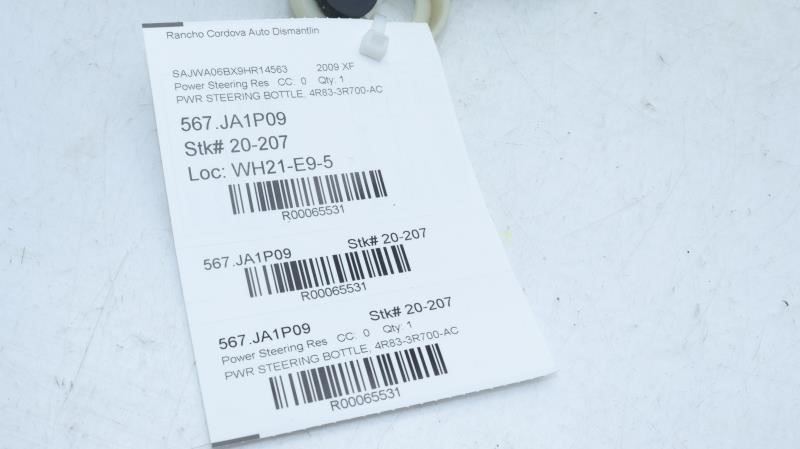 Rancho Cordova Auto Dismantlin
SAJWA06BX9HR14563 2009 XF
Power Steering Res CC: 0 Qty: 1
PWR STEERING BOTTLE, 4R83-3R700-AC
567.JA1P09
Stk# 20-207
Loc: WH21-E9-5
R00065531
567.JA1P09 Stk# 20-207
R00065531
567.JA1P09 Stk# 20-207
Power Steering Res CC: 0 Qty: 1
PWR STEERING BOTTLE, 4R83-3R700-AC
R00065531